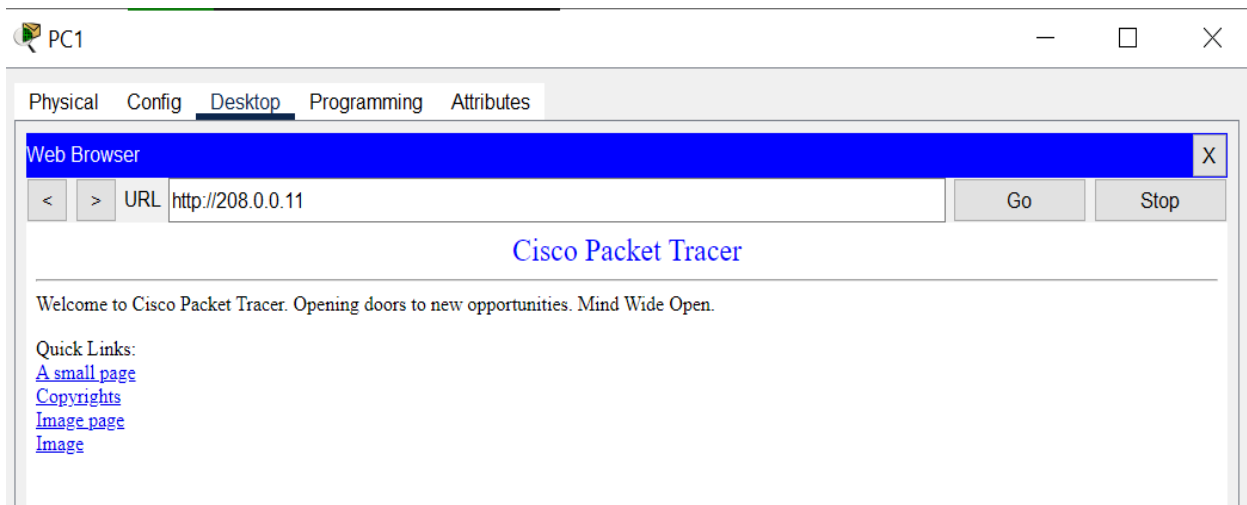 PC1
Physical Config Desktop Programming Attributes
Web Browser X
< > URL http://208.0.0.11 Go Stop
Cisco Packet Tracer
Welcome to Cisco Packet Tracer. Opening doors to new opportunities. Mind Wide Open.
Quick Links:
A small page
Copyrights
Image page
Image